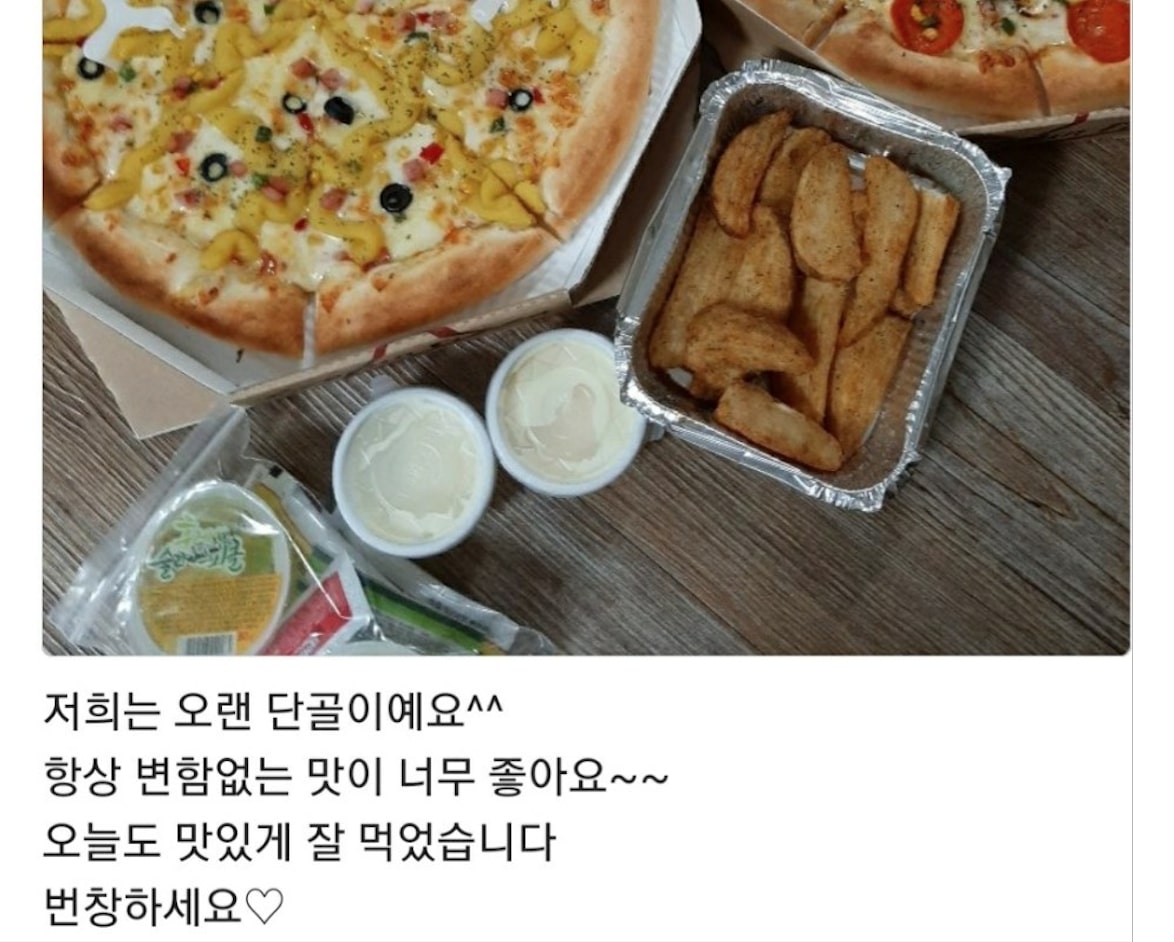 저희는 오랜 단골이예요^^
항상 변함없는 맛이 너무 좋아요~~
오늘도 맛있게 잘 먹었습니다
번창하세요♡